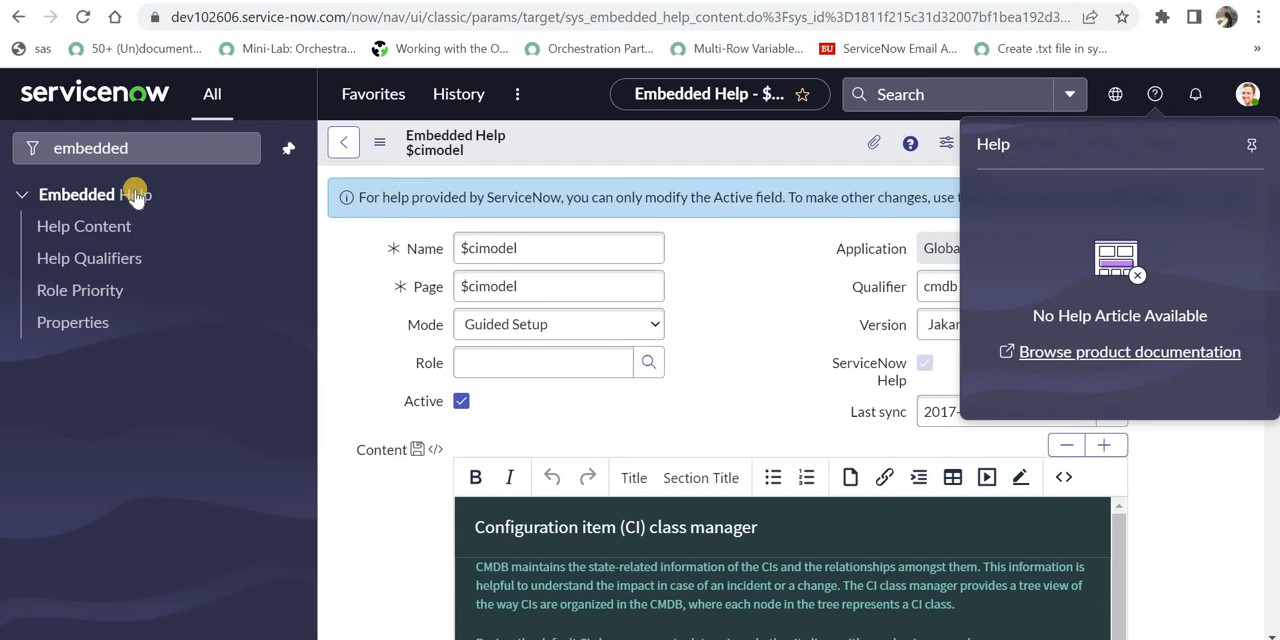 dev102606.service-now.com/now/nav/ui/classic/params/target/sys_embedded_help_content.do%3Fsys_id%3D1811f215c31d32007bf1bea192d3...
sas
50+ (Un)document...
Mini-Lab: Orchestra...
Working with the O...
Orchestration Part...
Multi-Row Variable...
BU ServiceNow Email A...
Create .txt file in sy...
»
servicenow
All
Favorites
History
Embedded Help - $...
Search
embedded
Embedded Help
Help Content
Help Qualifiers
Role Priority
Properties
Embedded Help
$cimodel
For help provided by ServiceNow, you can only modify the Active field. To make other changes, use
Name
$cimodel
Page
$cimodel
Mode
Guided Setup
Role
Active
Application
Globa
Qualifier
cmdb
Version
Jakar
ServiceNow
Help
Last sync
2017-
Help
No Help Article Available
Browse product documentation
Content
B I
Title
Section Title
Configuration item (CI) class manager
CMDB maintains the state-related information of the CIs and the relationships amongst them. This information is
helpful to understand the impact in case of an incident or a change. The CI class manager provides a tree view of
the way CIs are organized in the CMDB, where each node in the tree represents a CI class.